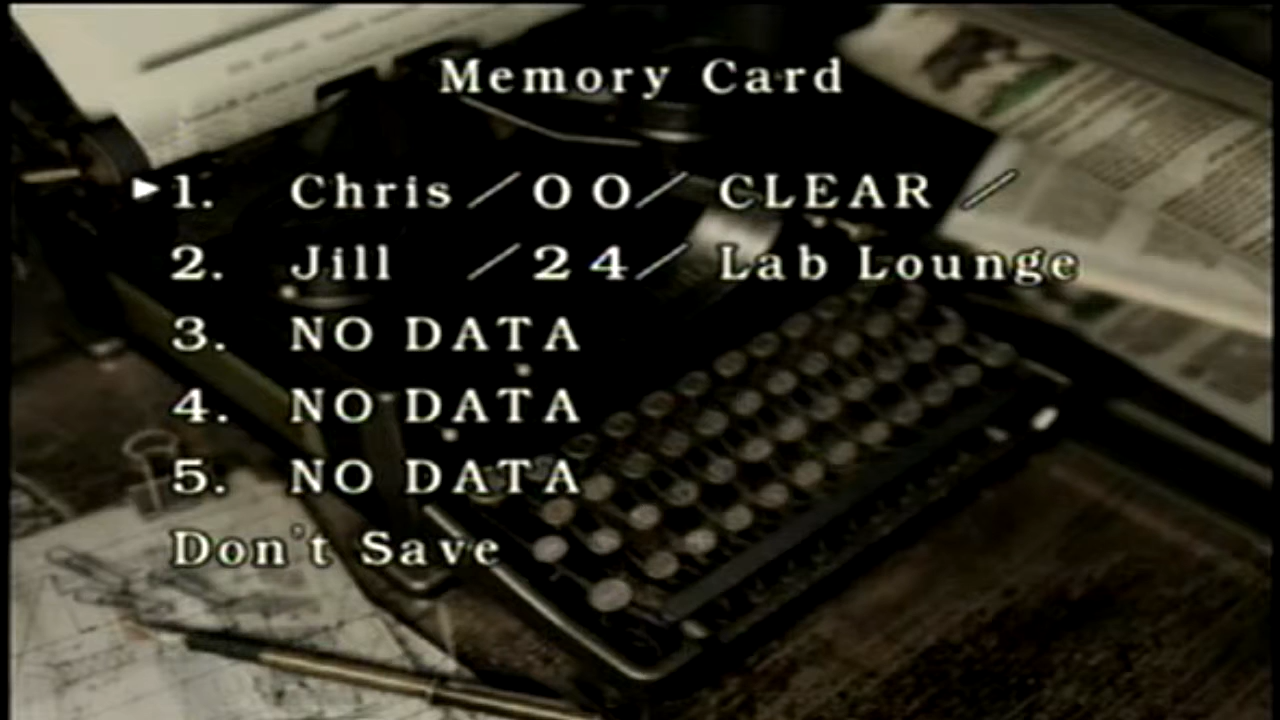 Memory Card
▶1. Chris / 00 / CLEAR /
2. Jill / 24 / Lab Lounge
3. NO DATA
4. NO DATA
5. NO DATA
Don't Save